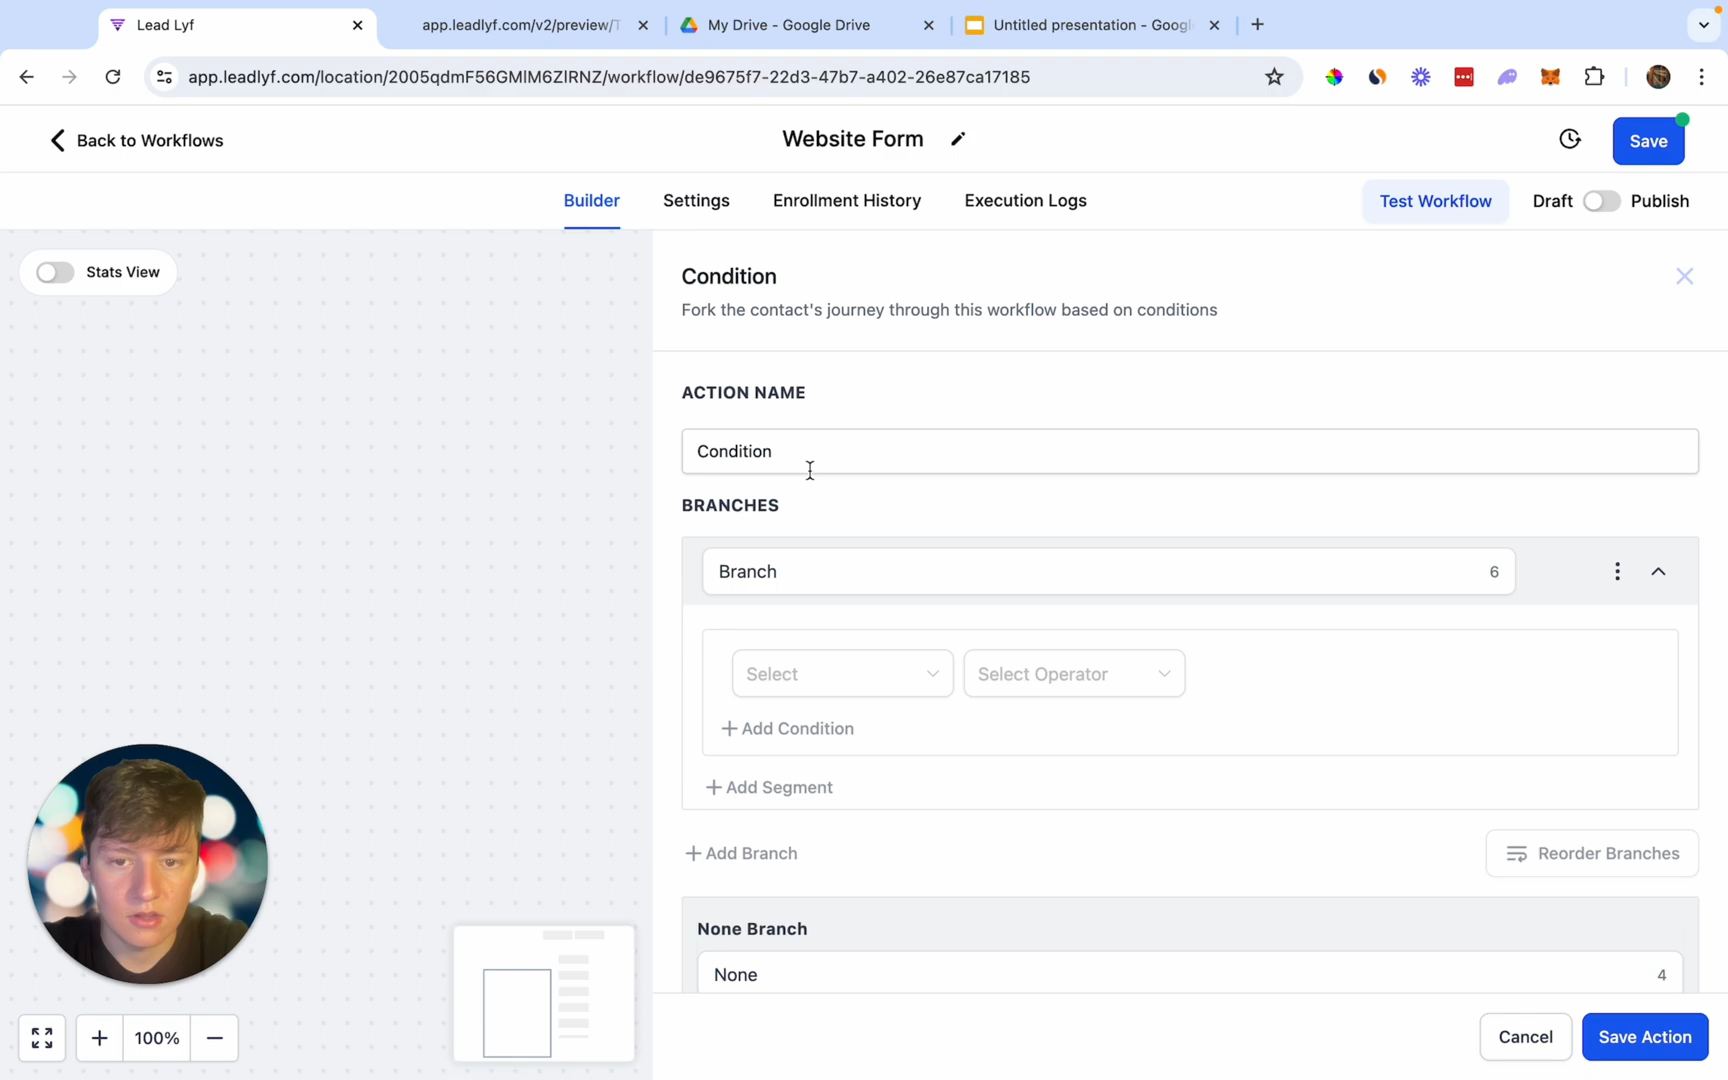 Lead Lyf
app.leadlyf.com/v2/preview/T
My Drive - Google Drive
Untitled presentation - Googl
app.leadlyf.com/location/2005qdmF56GMlM6ZlRNZ/workflow/de9675f7-22d3-47b7-a402-26e87ca17185
Back to Workflows
Website Form
Save
Builder
Settings
Enrollment History
Execution Logs
Test Workflow
Draft
Publish
Stats View
Condition
Fork the contact's journey through this workflow based on conditions
ACTION NAME
Condition
BRANCHES
Branch
6
Select
Select Operator
+ Add Condition
+ Add Segment
+ Add Branch
Reorder Branches
None Branch
None
4
100%
Cancel
Save Action